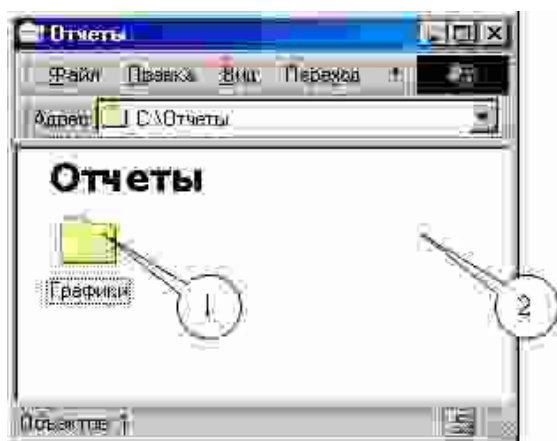 Отчеты
Файл Правка Вид Переход
Адрес C:\Отчеты
Отчеты
Графики
1
2
Объектов 1